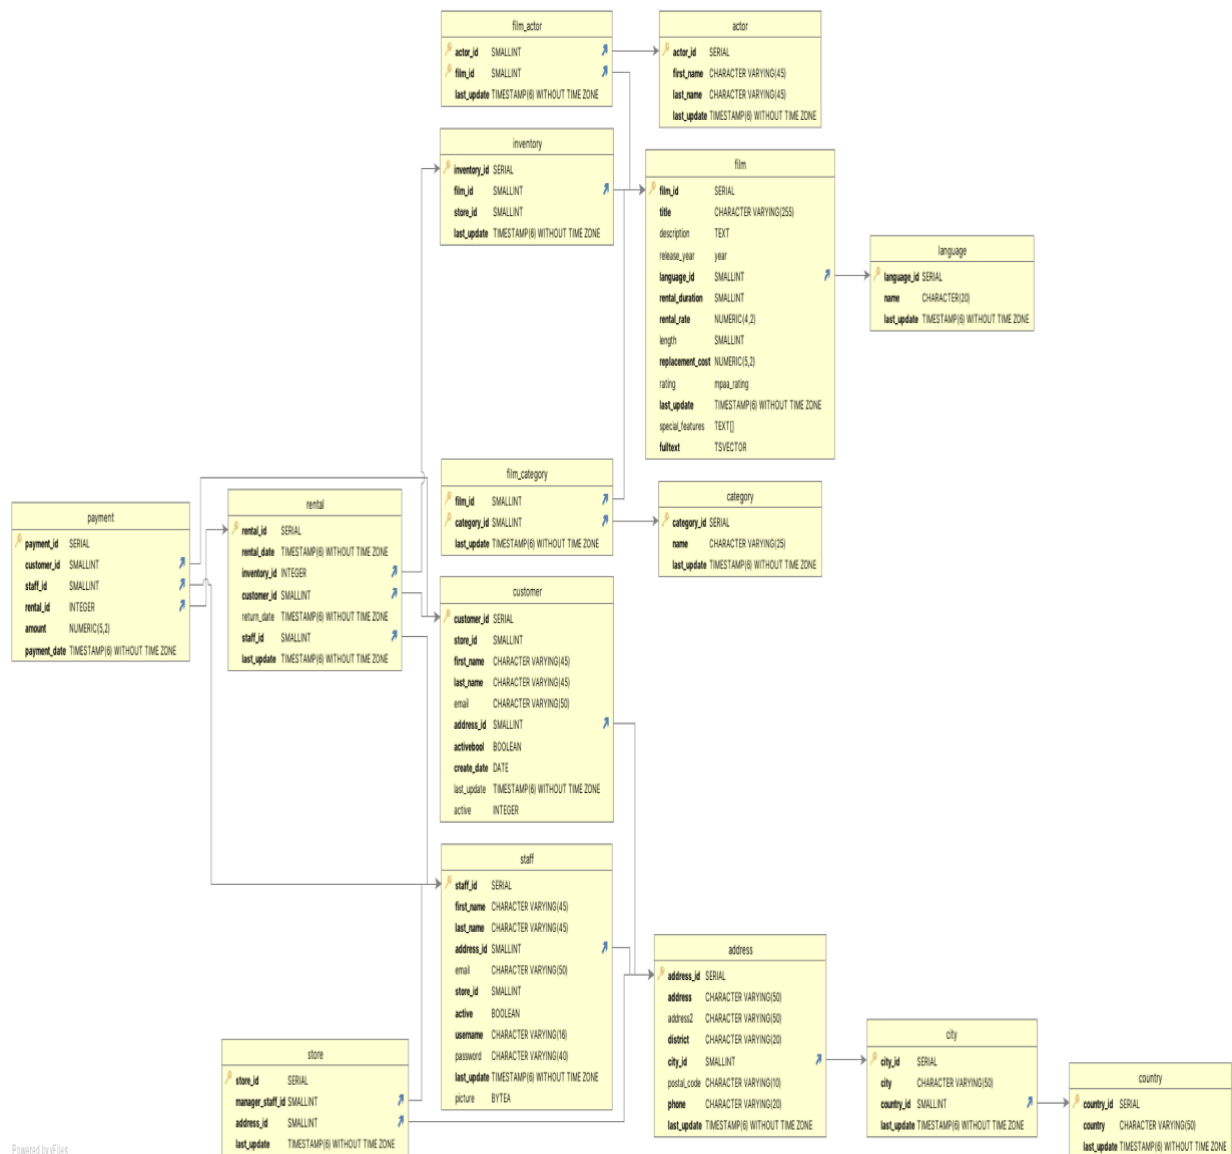 film_actor
actor_id SMALLINT
film_id SMALLINT
last_update TIMESTAMP(6) WITHOUT TIME ZONE
actor
actor_id SERIAL
first_name CHARACTER VARYING(45)
last_name CHARACTER VARYING(45)
last_update TIMESTAMP(6) WITHOUT TIME ZONE
inventory
inventory_id SERIAL
film_id SMALLINT
store_id SMALLINT
last_update TIMESTAMP(6) WITHOUT TIME ZONE
film
film_id SERIAL
title CHARACTER VARYING(255)
description TEXT
release_year year
language_id SMALLINT
rental_duration SMALLINT
rental_rate NUMERIC(4,2)
length SMALLINT
replacement_cost NUMERIC(5,2)
rating mpaa_rating
last_update TIMESTAMP(6) WITHOUT TIME ZONE
special_features TEXT[]
fulltext TSVECTOR
language
language_id SERIAL
name CHARACTER(20)
last_update TIMESTAMP(6) WITHOUT TIME ZONE
film_category
film_id SMALLINT
category_id SMALLINT
last_update TIMESTAMP(6) WITHOUT TIME ZONE
category
category_id SERIAL
name CHARACTER VARYING(25)
last_update TIMESTAMP(6) WITHOUT TIME ZONE
payment
payment_id SERIAL
customer_id SMALLINT
staff_id SMALLINT
rental_id INTEGER
amount NUMERIC(5,2)
payment_date TIMESTAMP(6) WITHOUT TIME ZONE
rental
rental_id SERIAL
rental_date TIMESTAMP(6) WITHOUT TIME ZONE
inventory_id INTEGER
customer_id SMALLINT
return_date TIMESTAMP(6) WITHOUT TIME ZONE
staff_id SMALLINT
last_update TIMESTAMP(6) WITHOUT TIME ZONE
customer
customer_id SERIAL
store_id SMALLINT
first_name CHARACTER VARYING(45)
last_name CHARACTER VARYING(45)
email CHARACTER VARYING(50)
address_id SMALLINT
activebool BOOLEAN
create_date DATE
last_update TIMESTAMP(6) WITHOUT TIME ZONE
active INTEGER
staff
staff_id SERIAL
first_name CHARACTER VARYING(45)
last_name CHARACTER VARYING(45)
address_id SMALLINT
email CHARACTER VARYING(50)
store_id SMALLINT
active BOOLEAN
username CHARACTER VARYING(16)
password CHARACTER VARYING(40)
last_update TIMESTAMP(6) WITHOUT TIME ZONE
picture BYTEA
address
address_id SERIAL
address CHARACTER VARYING(50)
address2 CHARACTER VARYING(50)
district CHARACTER VARYING(20)
city_id SMALLINT
postal_code CHARACTER VARYING(10)
phone CHARACTER VARYING(20)
last_update TIMESTAMP(6) WITHOUT TIME ZONE
store
store_id SERIAL
manager_staff_id SMALLINT
address_id SMALLINT
last_update TIMESTAMP(6) WITHOUT TIME ZONE
city
city_id SERIAL
city CHARACTER VARYING(50)
country_id SMALLINT
last_update TIMESTAMP(6) WITHOUT TIME ZONE
country
country_id SERIAL
country CHARACTER VARYING(50)
last_update TIMESTAMP(6) WITHOUT TIME ZONE
Powered by yFiles